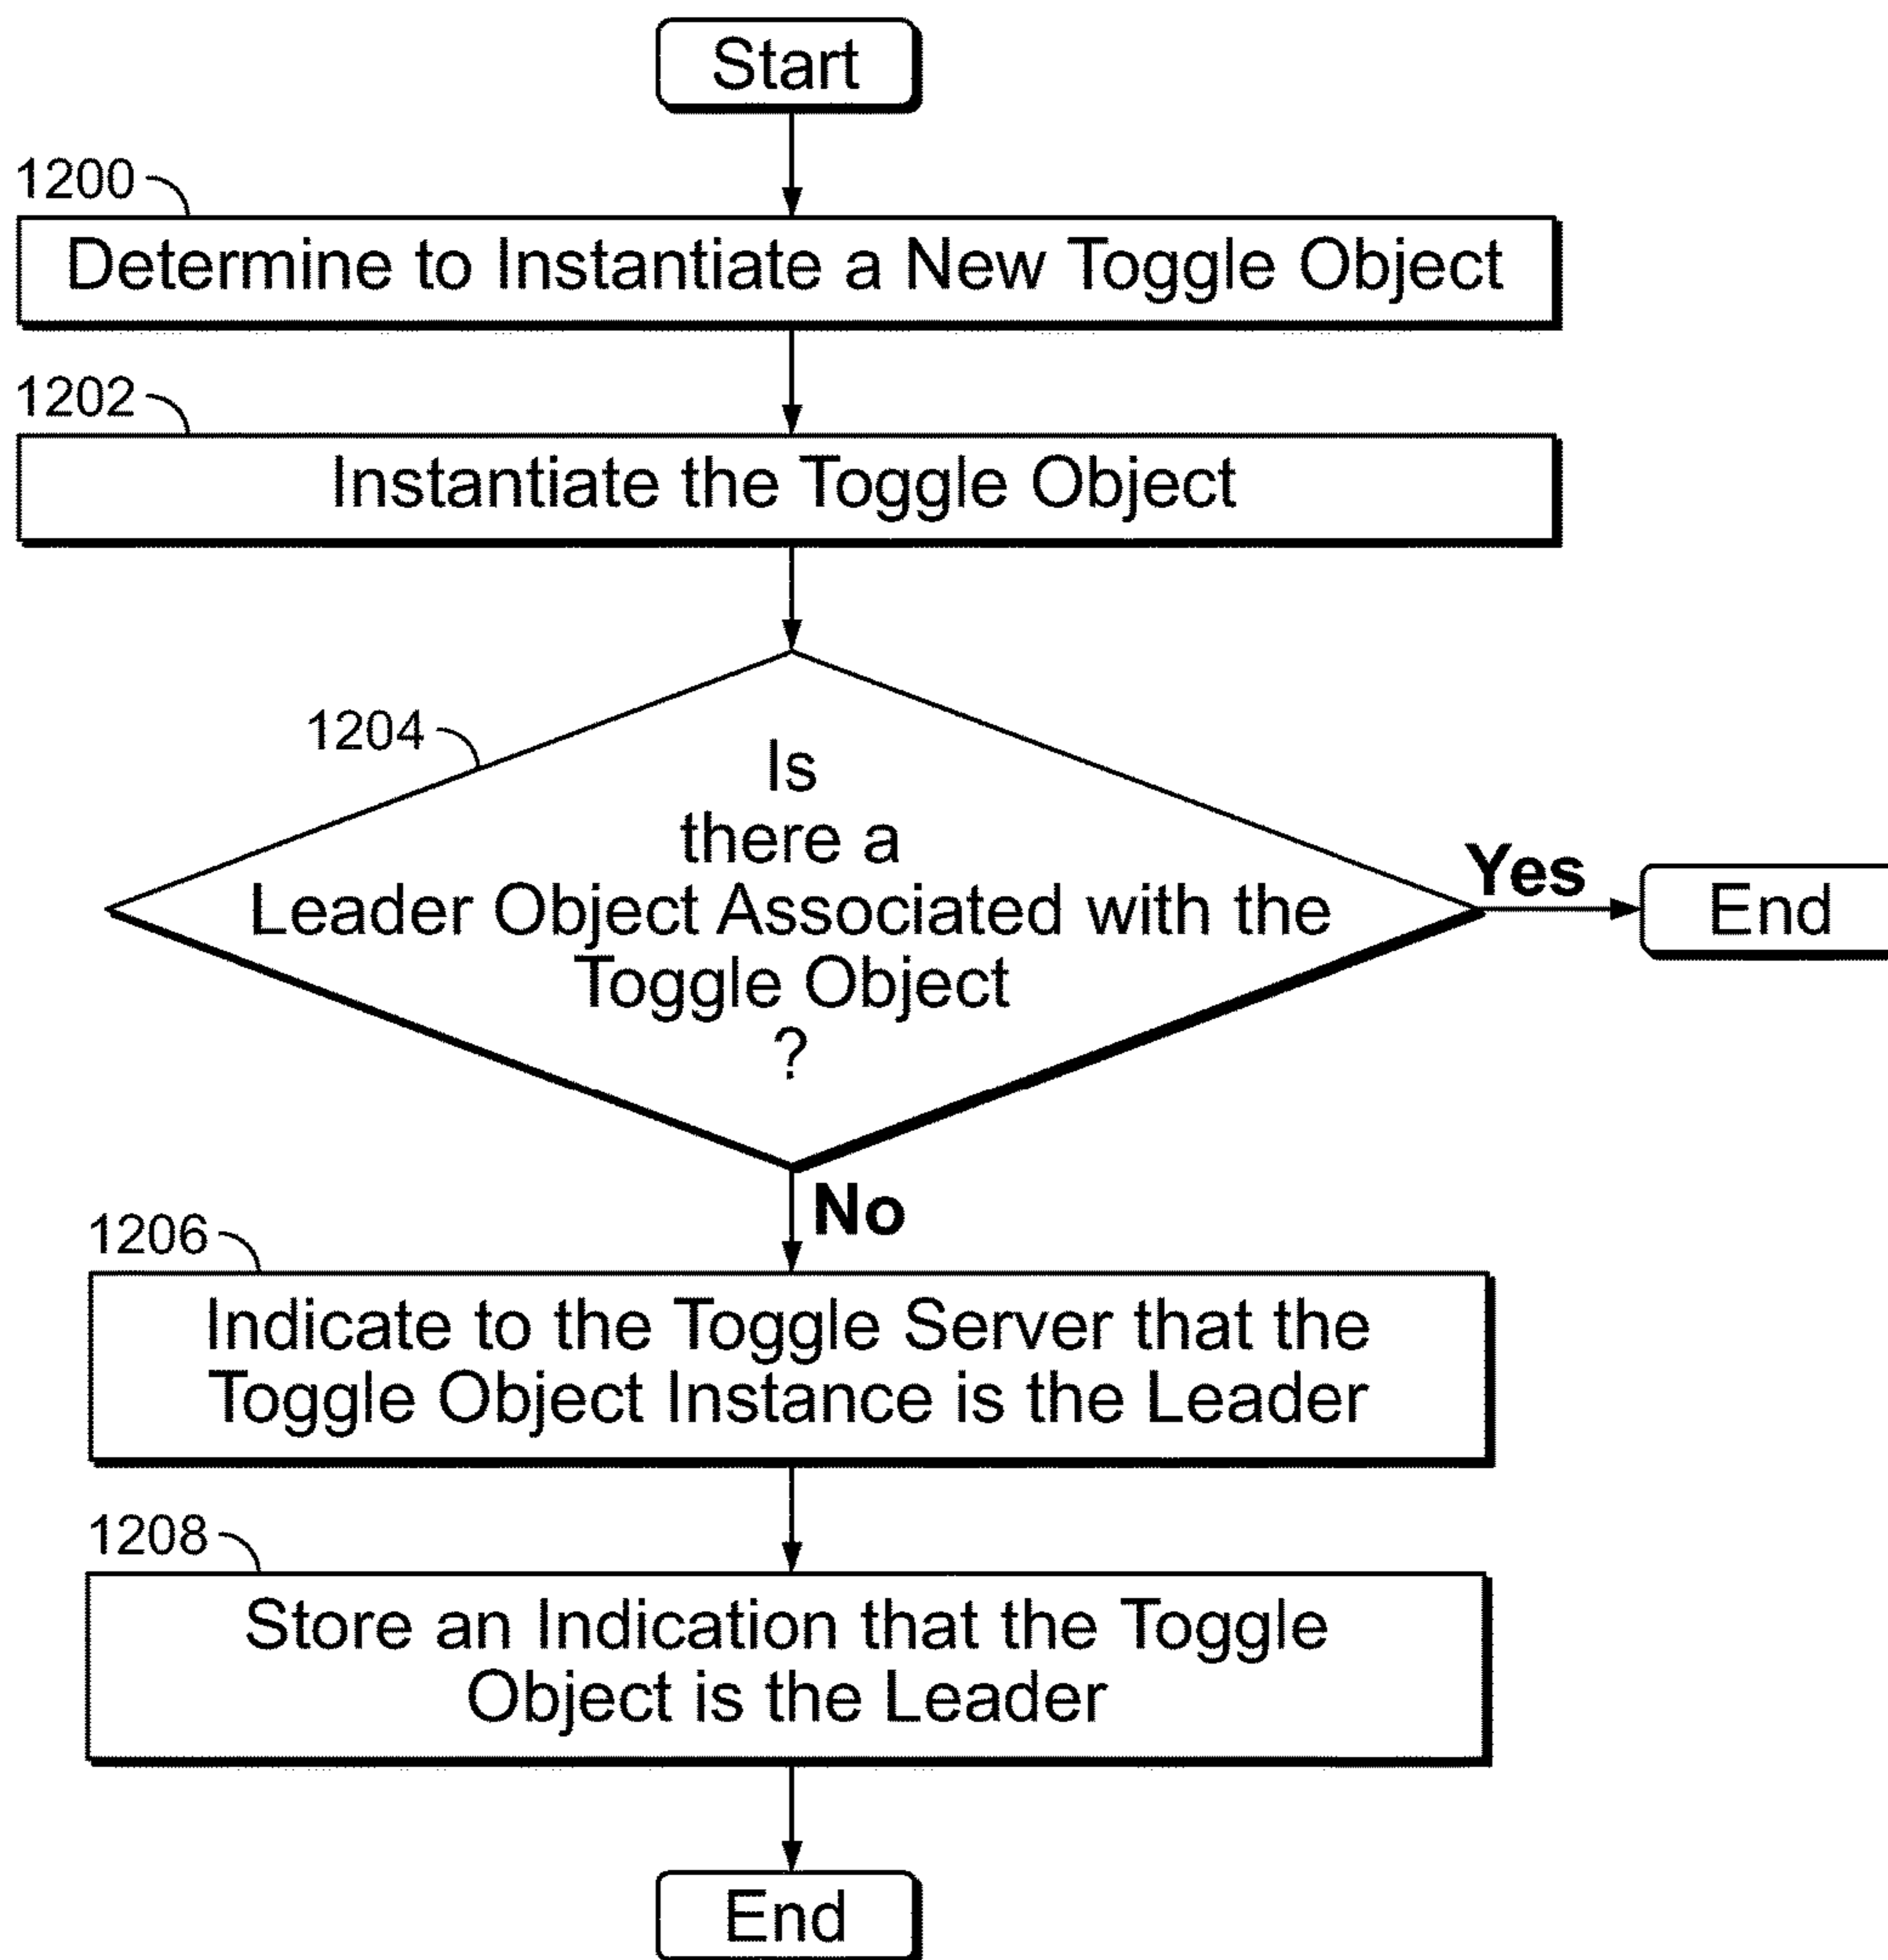 Start
1200
Determine to Instantiate a New Toggle Object
1202
Instantiate the Toggle Object
1204
Is
there a
Leader Object Associated with the
Toggle Object
?
Yes
End
No
1206
Indicate to the Toggle Server that the
Toggle Object Instance is the Leader
1208
Store an Indication that the Toggle
Object is the Leader
End